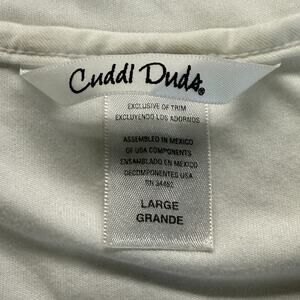 Cuddl Duds®
EXCLUSIVE OF TRIM
EXCLUYENDO LOS ADORNOS
ASSEMBLED IN MEXICO
OF USA COMPONENTS
ENSAMBLADO EN MEXICO
DECOMPONENTES USA
RN 34462
LARGE
GRANDE